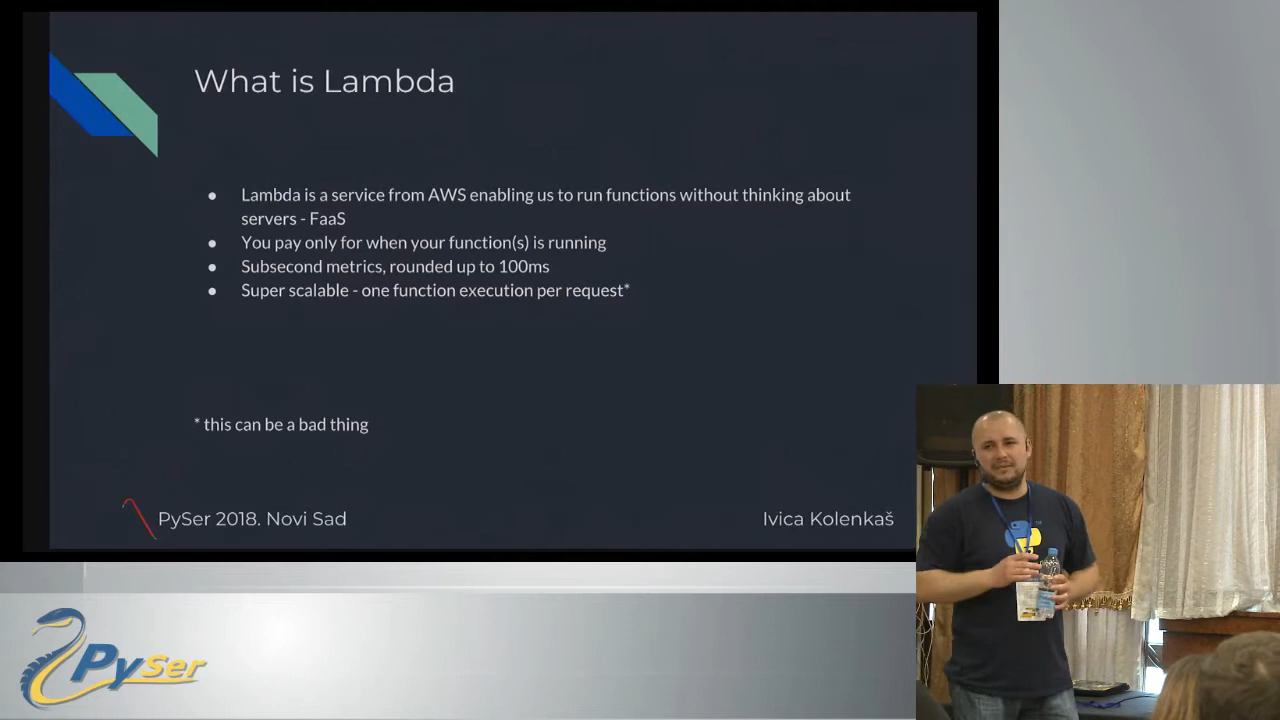 What is Lambda
● Lambda is a service from AWS enabling us to run functions without thinking about
servers - FaaS
● You pay only for when your function(s) is running
● Subsecond metrics, rounded up to 100ms
● Super scalable - one function execution per request*
* this can be a bad thing
PySer 2018. Novi Sad
Ivica Kolenkaš
PySer